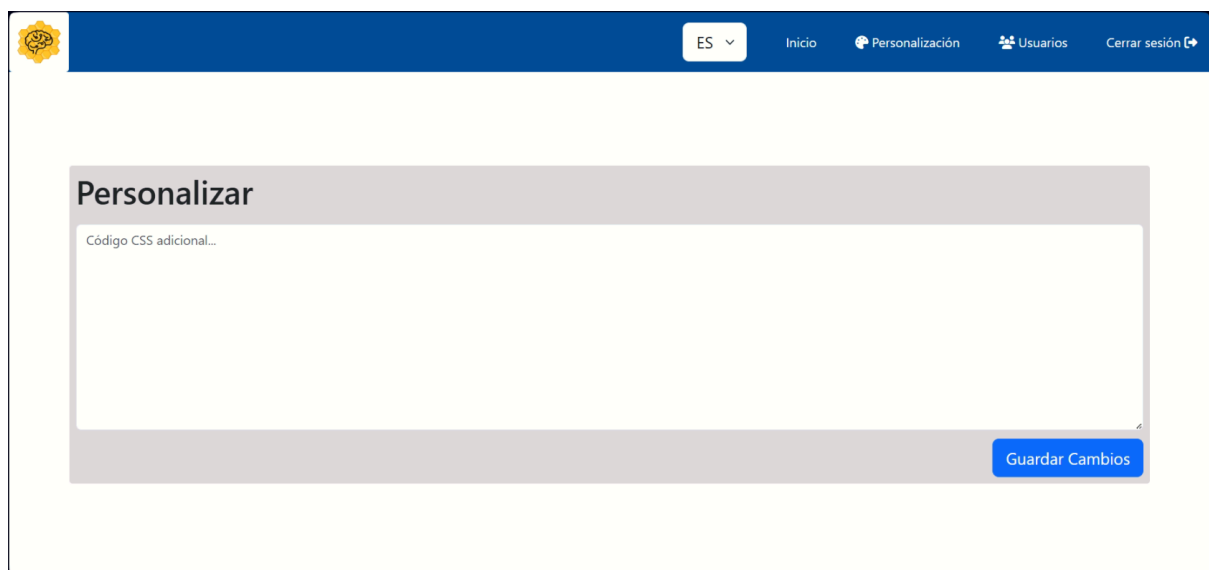 ES Inicio Personalización Usuarios Cerrar sesión
Personalizar
Código CSS adicional...
Guardar Cambios